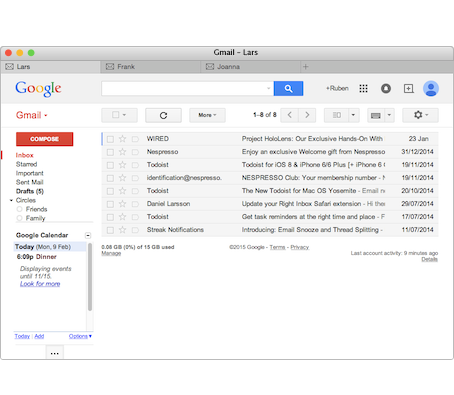 Gmail – Lars
Lars Frank Joanna +
Google +Ruben
Gmail More 1–8 of 8
COMPOSE
Inbox
Starred
Important
Sent Mail
Drafts (5)
Circles
Friends
Family
WIRED Project HoloLens: Our Exclusive Hands-On With 23 Jan
Nespresso Enjoy an exclusive Welcome gift from Nespresso 31/12/2014
Todoist Todoist for iOS 8 & iPhone 6/6 Plus [+ iPhone 6 19/11/2014
identification@nespresso. NESPRESSO Club: Your membership number - N 19/11/2014
Todoist The New Todoist for Mac OS Yosemite - Email no 20/10/2014
Daniel Larsson Update your Right Inbox Safari extension - Hi the 29/07/2014
Todoist Get task reminders at the right time and place - F 17/07/2014
Streak Notifications Introducing: Email Snooze and Thread Splitting - 11/07/2014
0.08 GB (0%) of 15 GB used
Manage
©2015 Google - Terms - Privacy
Last account activity: 9 minutes ago
Details
Google Calendar
Today (Mon, 9 Feb)
6:09p Dinner
Displaying events
until 11/15.
Look for more
Today · Add Options
...